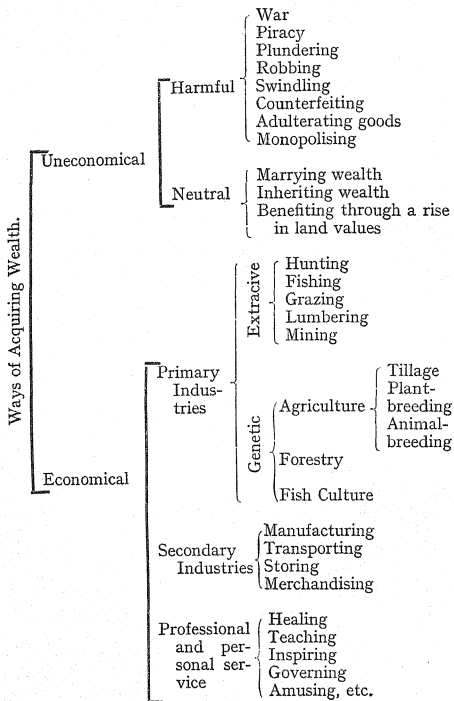 Ways of Acquiring Wealth.
Uneconomical
Harmful
War
Piracy
Plundering
Robbing
Swindling
Counterfeiting
Adulterating goods
Monopolising
Neutral
Marrying wealth
Inheriting wealth
Benefiting through a rise
in land values
Economical
Primary
Indus-
tries
Extracive
Hunting
Fishing
Grazing
Lumbering
Mining
Genetic
Agriculture
Tillage
Plant-
breeding
Animal-
breeding
Forestry
Fish Culture
Secondary
Industries
Manufacturing
Transporting
Storing
Merchandising
Professional
and per-
sonal ser-
vice
Healing
Teaching
Inspiring
Governing
Amusing, etc.